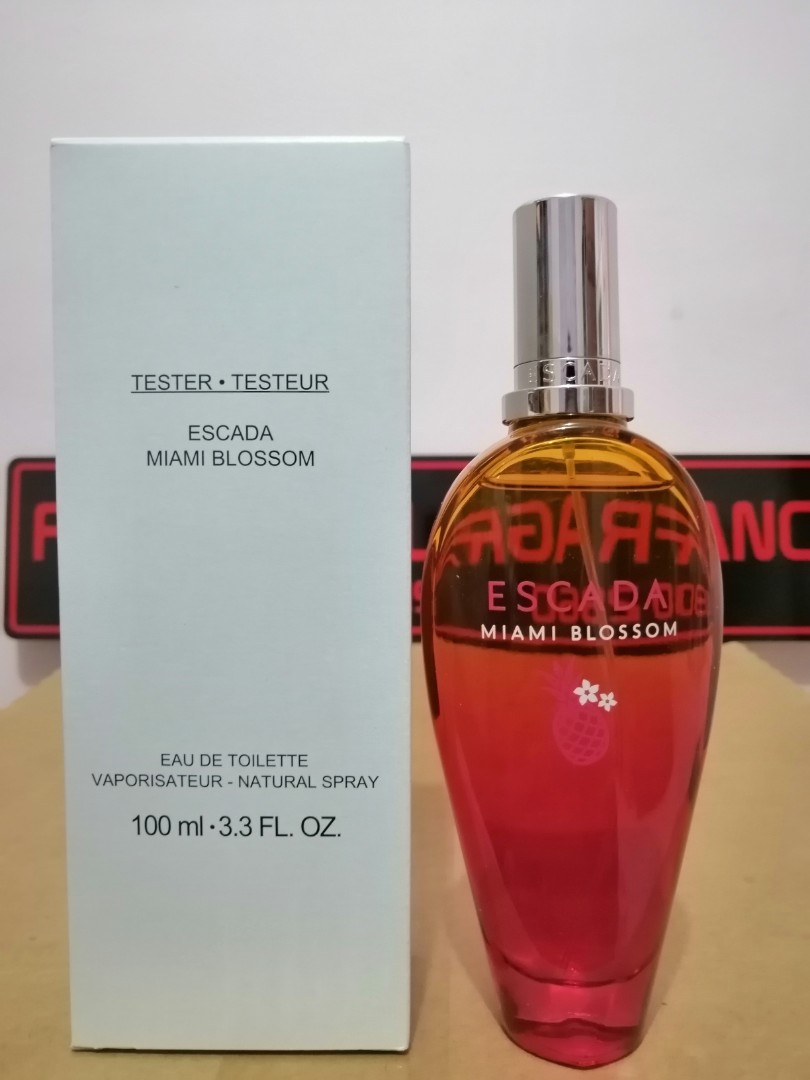 TESTER • TESTEUR
ESCADA
MIAMI BLOSSOM
EAU DE TOILETTE
VAPORISATEUR - NATURAL SPRAY
100 ml • 3.3 FL. OZ.
ESCADA
ESCADA
MIAMI BLOSSOM